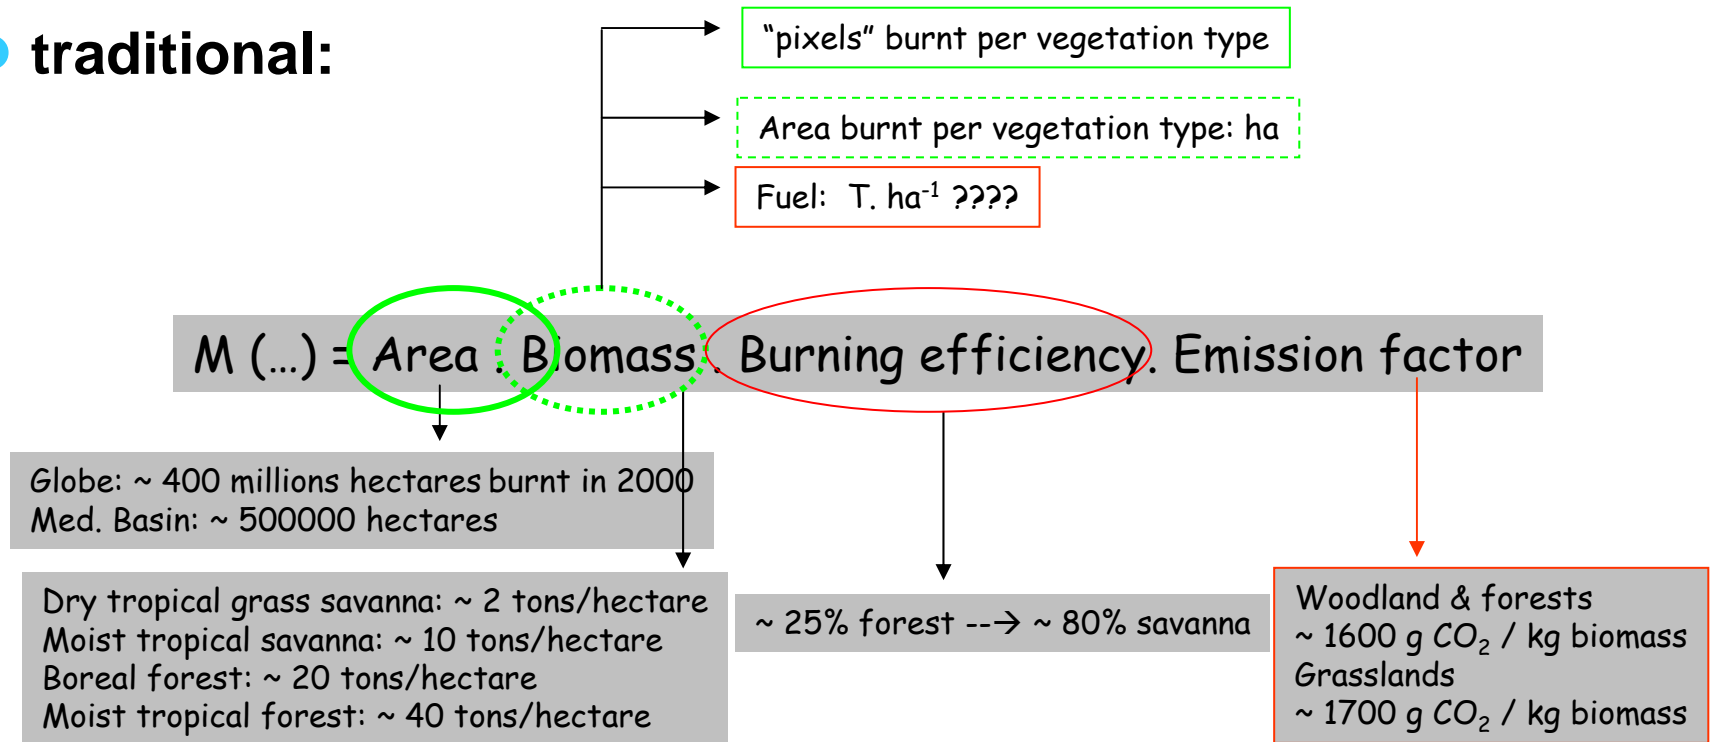 traditional:
“pixels” burnt per vegetation type
Area burnt per vegetation type: ha
Fuel: T. ha⁻¹ ????
M (…) = Area . Biomass . Burning efficiency. Emission factor
Globe: ~ 400 millions hectares burnt in 2000
Med. Basin: ~ 500000 hectares
Dry tropical grass savanna: ~ 2 tons/hectare
Moist tropical savanna: ~ 10 tons/hectare
Boreal forest: ~ 20 tons/hectare
Moist tropical forest: ~ 40 tons/hectare
~ 25% forest --→ ~ 80% savanna
Woodland & forests
~ 1600 g CO₂ / kg biomass
Grasslands
~ 1700 g CO₂ / kg biomass